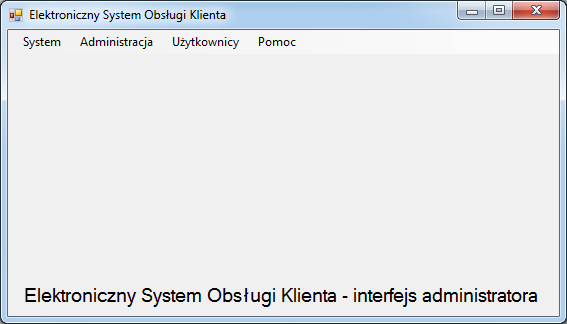 Elektroniczny System Obsługi Klienta
System Administracja Użytkownicy Pomoc
Elektroniczny System Obsługi Klienta - interfejs administratora